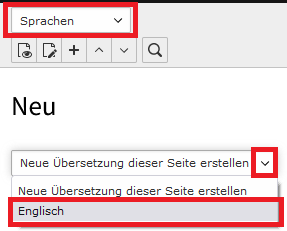 Sprachen
Neu
Neue Übersetzung dieser Seite erstellen
Neue Übersetzung dieser Seite erstellen
Englisch